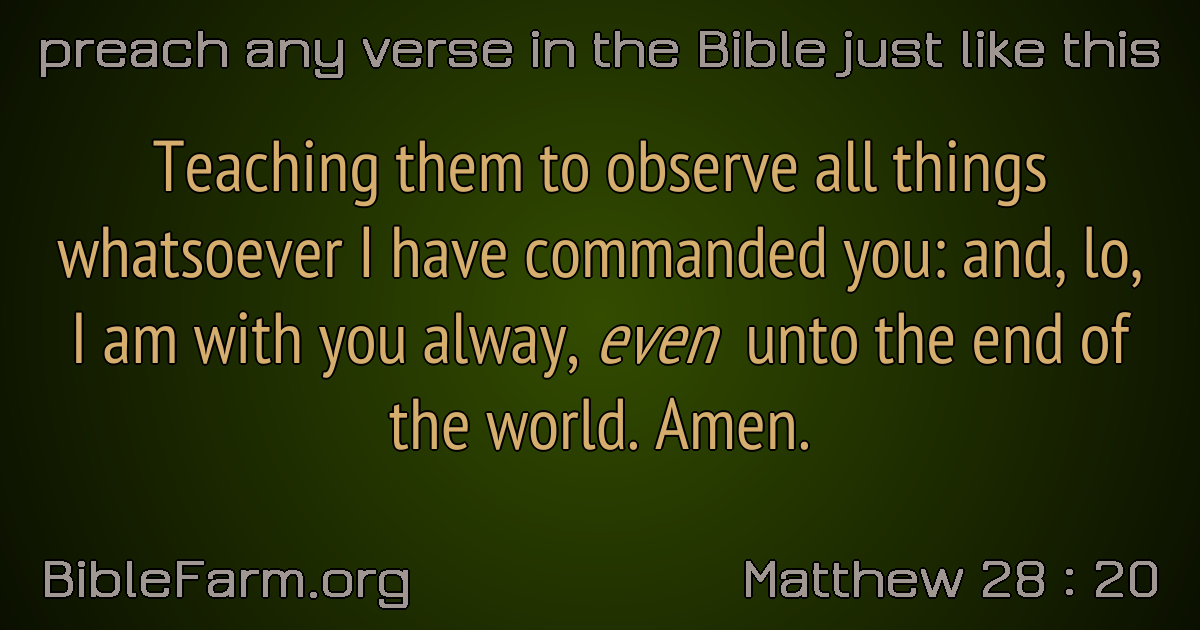 preach any verse in the Bible just like this
Teaching them to observe all things
whatsoever I have commanded you: and, lo,
I am with you alway, even unto the end of
the world. Amen.
BibleFarm.org
Matthew 28 : 20